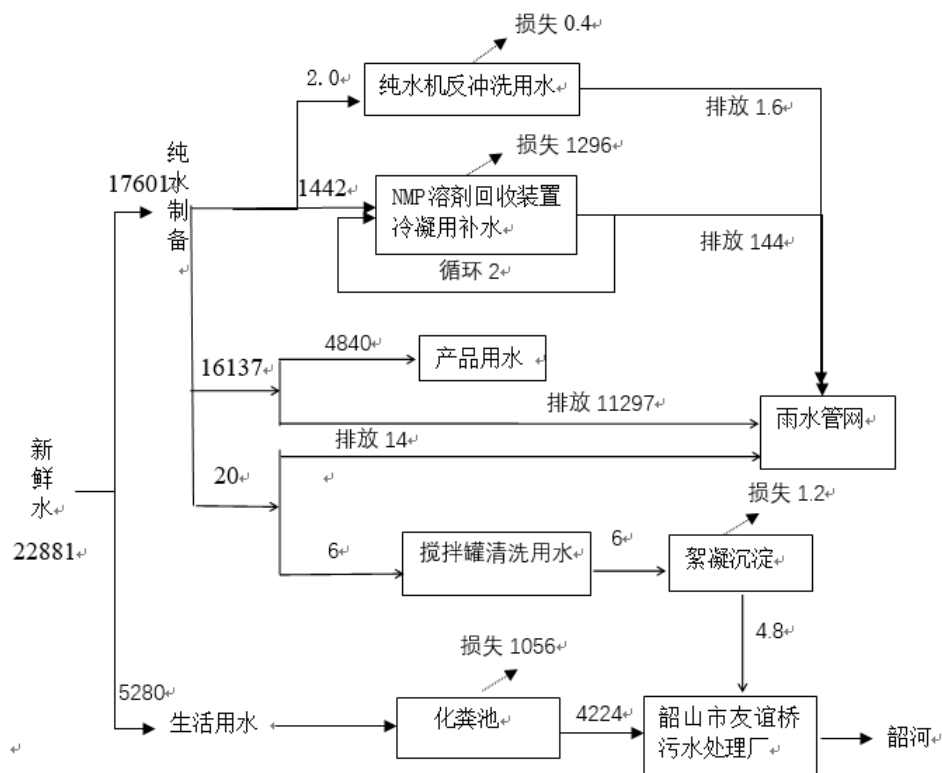 损失 0.4
2.0
纯水机反冲洗用水
排放 1.6
纯水制备
17601
损失 1296
1442
NMP 溶剂回收装置
冷凝用补水
排放 144
循环 2
4840
产品用水
16137
排放 11297
雨水管网
排放 14
新鲜水
20
损失 1.2
22881
6
搅拌罐清洗用水
6
絮凝沉淀
4.8
损失 1056
5280
生活用水
化粪池
4224
韶山市友谊桥
污水处理厂
韶河